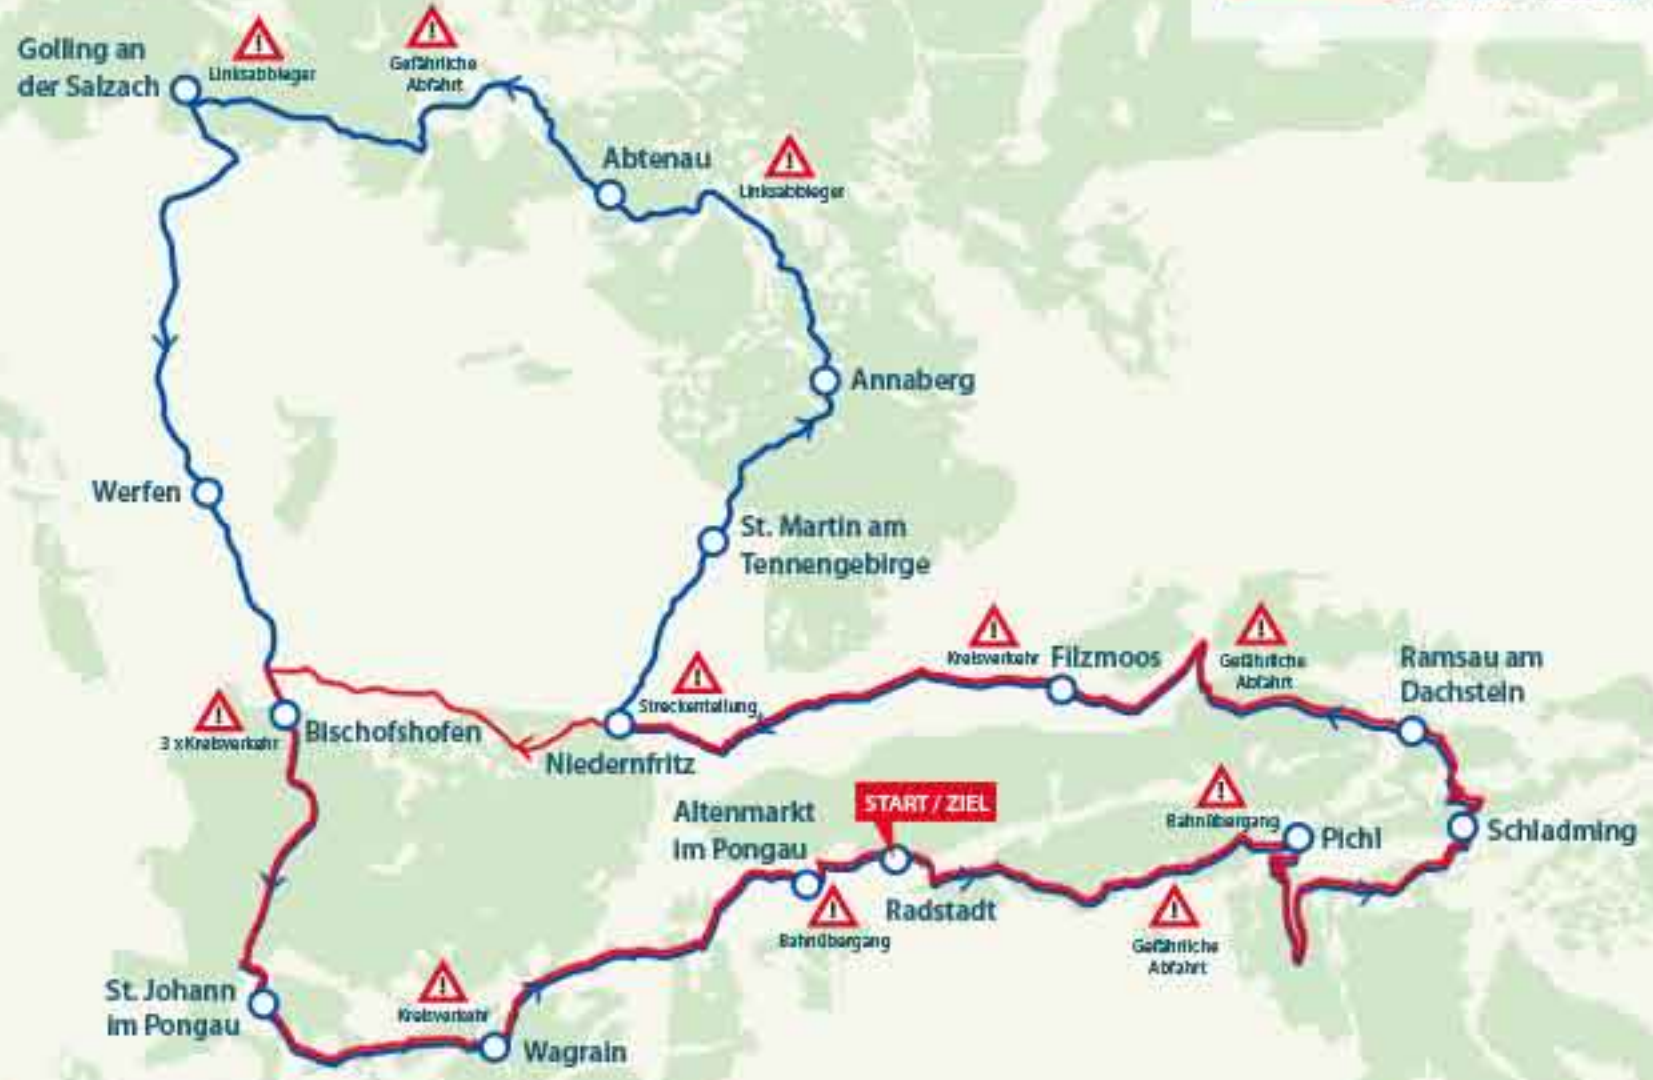 Golling an
der Salzach
Linksabbieger
Gefährliche
Abfahrt
Abtenau
Linksabbieger
Annaberg
Werfen
St. Martin am
Tennengebirge
Kreisverkehr
Filzmoos
Gefährliche
Abfahrt
Ramsau am
Dachstein
Streckenteilung
3 x Kreisverkehr
Bischofshofen
Niedernfritz
Altenmarkt
im Pongau
START / ZIEL
Bahnübergang
Pichl
Schladming
Radstadt
Bahnübergang
Gefährliche
Abfahrt
St. Johann
im Pongau
Kreisverkehr
Wagrain